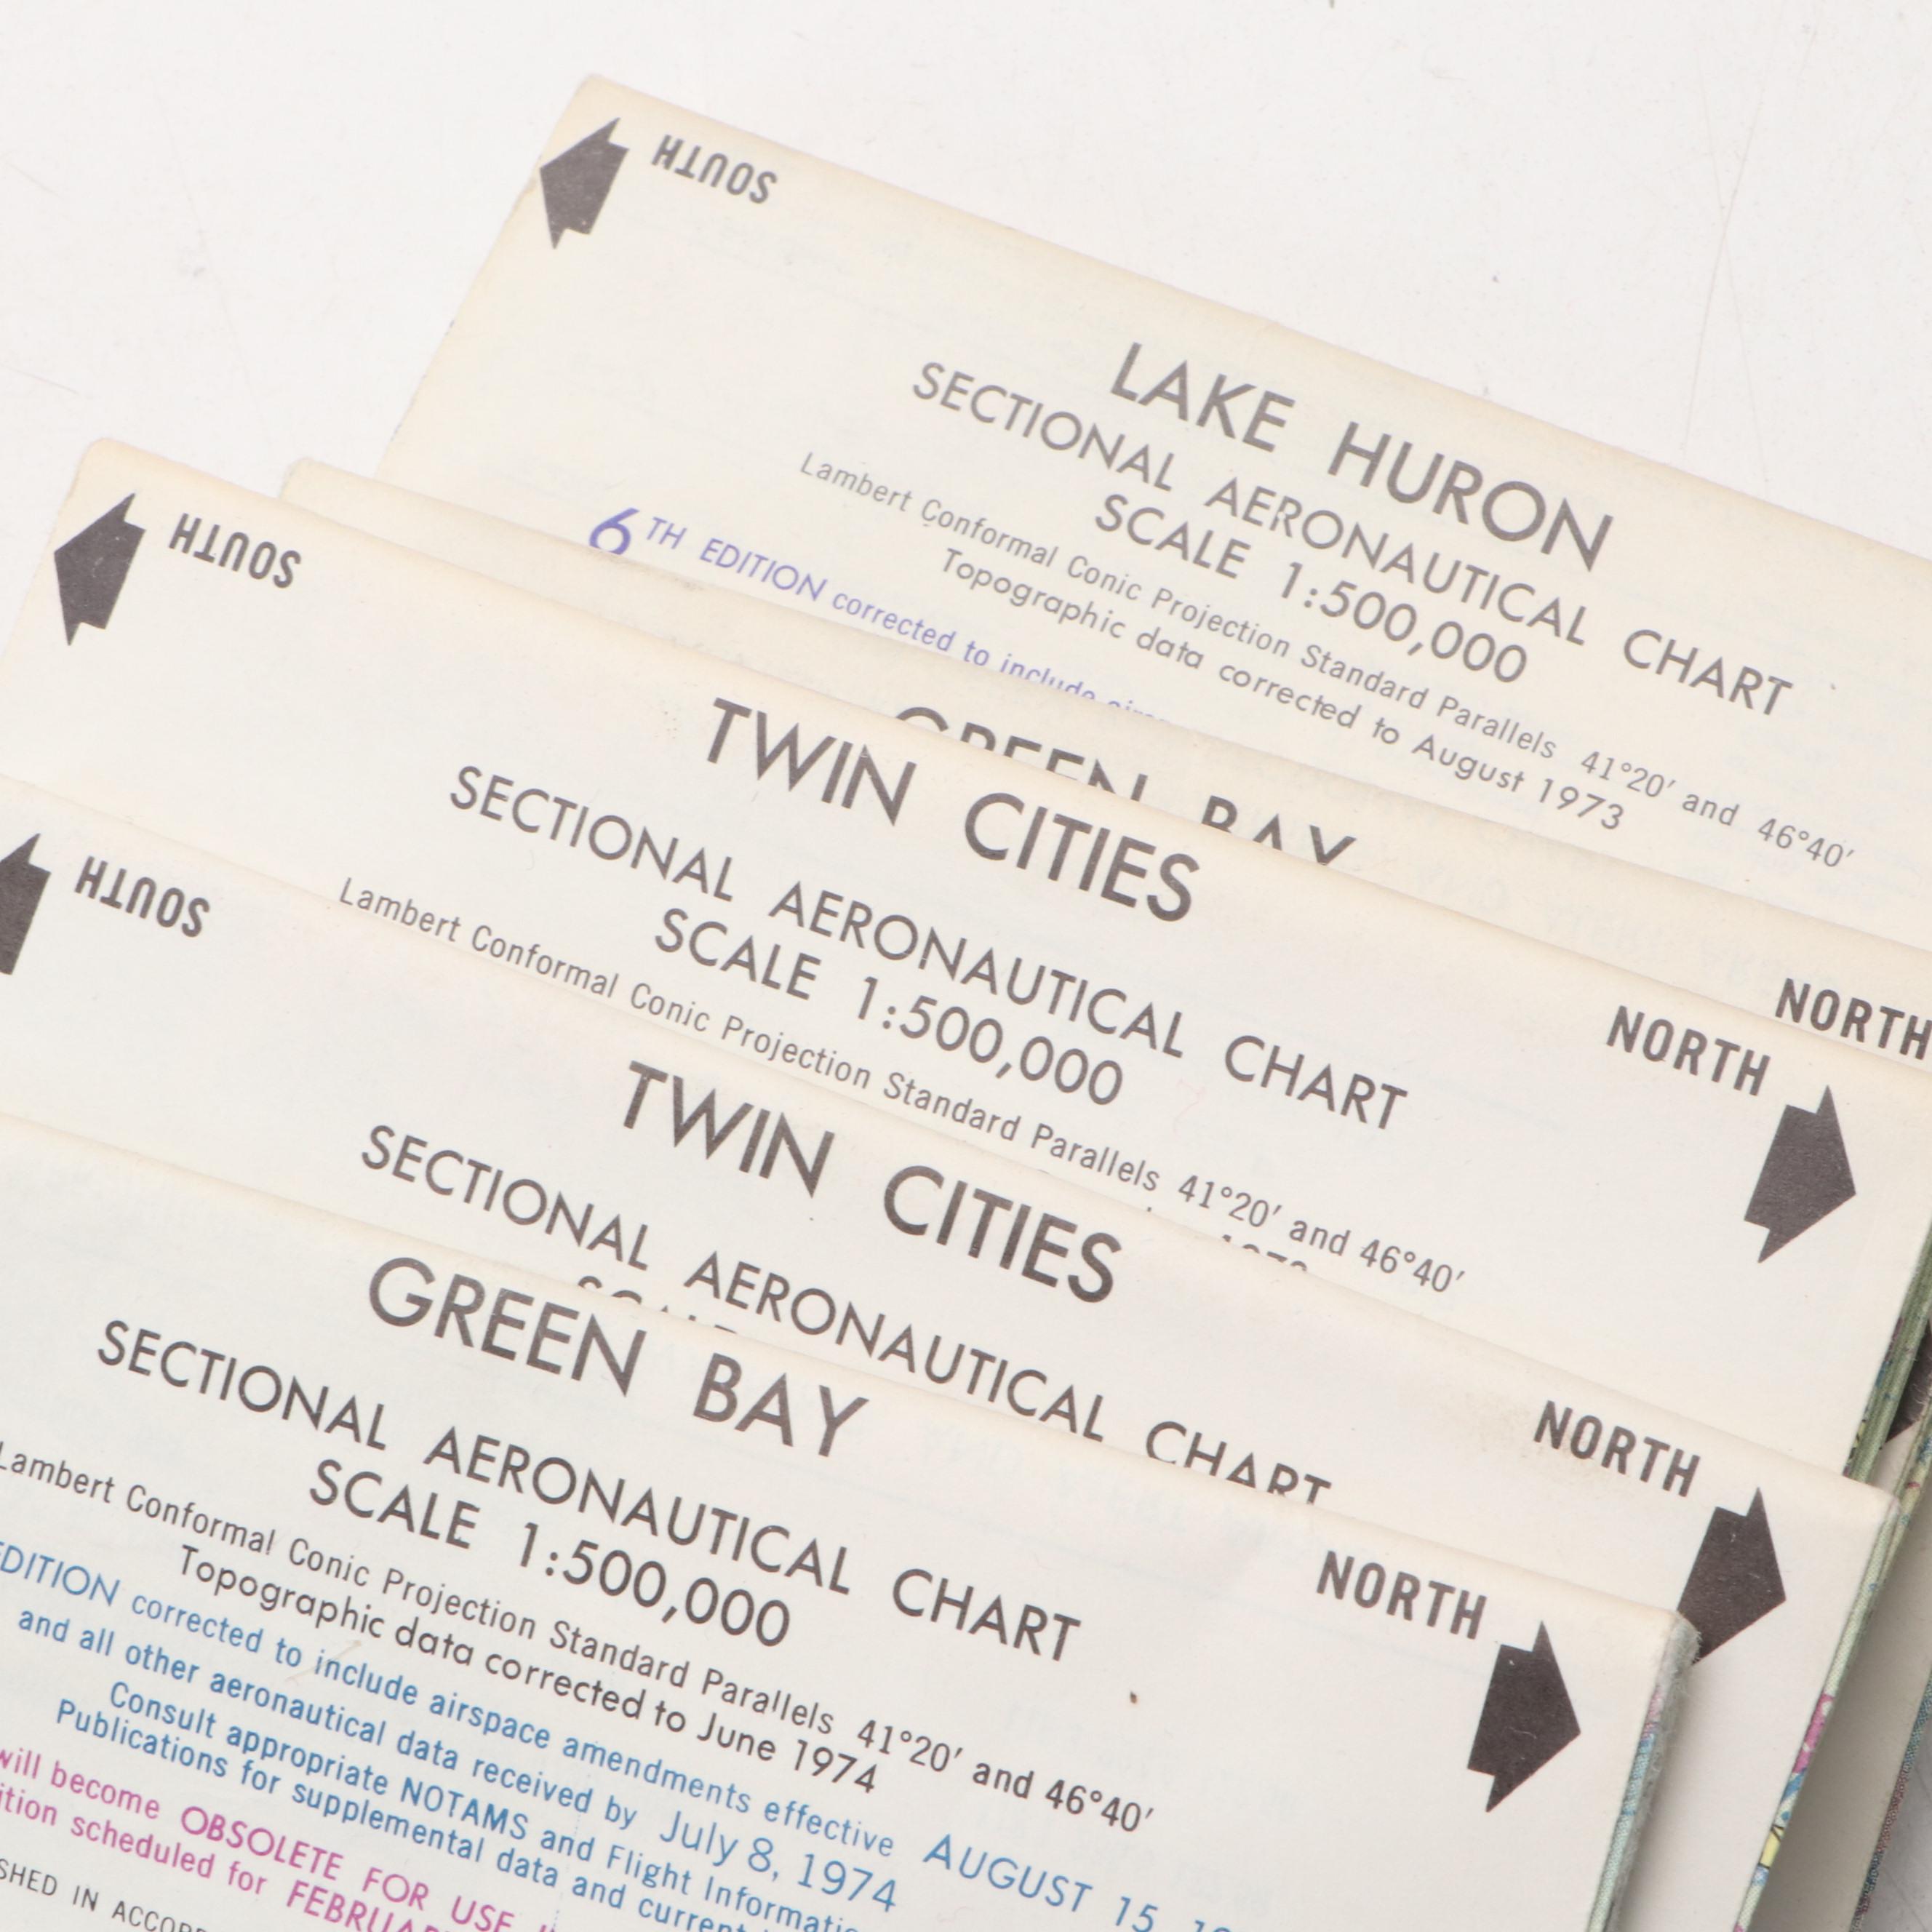 SOUTH
LAKE HURON
SECTIONAL AERONAUTICAL CHART
SCALE 1:500,000
Lambert Conformal Conic Projection Standard Parallels 41°20′ and 46°40′
Topographic data corrected to August 1973
6TH EDITION corrected to include
GREEN BAY
NORTH
SOUTH
TWIN CITIES
SECTIONAL AERONAUTICAL CHART
SCALE 1:500,000
Lambert Conformal Conic Projection Standard Parallels 41°20′ and 46°40′
NORTH
SOUTH
TWIN CITIES
SECTIONAL AERONAUTICAL CHART
SCALE
NORTH
GREEN BAY
SECTIONAL AERONAUTICAL CHART
SCALE 1:500,000
Lambert Conformal Conic Projection Standard Parallels 41°20′ and 46°40′
Topographic data corrected to June 1974
EDITION corrected to include airspace amendments effective AUGUST 15,
and all other aeronautical data received by July 8, 1974
Consult appropriate NOTAMS and Flight
Publications for supplemental data and
will become OBSOLETE FOR USE
scheduled for
IN
NORTH